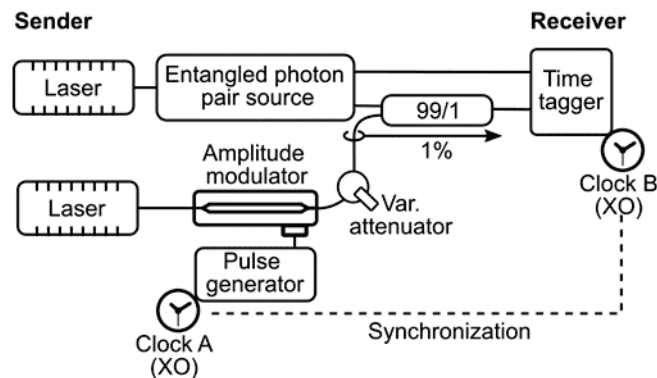 Sender
Receiver
Laser
Entangled photon
pair source
Time
tagger
99/1
1%
Amplitude
modulator
Clock B
(XO)
Laser
Var.
attenuator
Pulse
generator
Synchronization
Clock A
(XO)